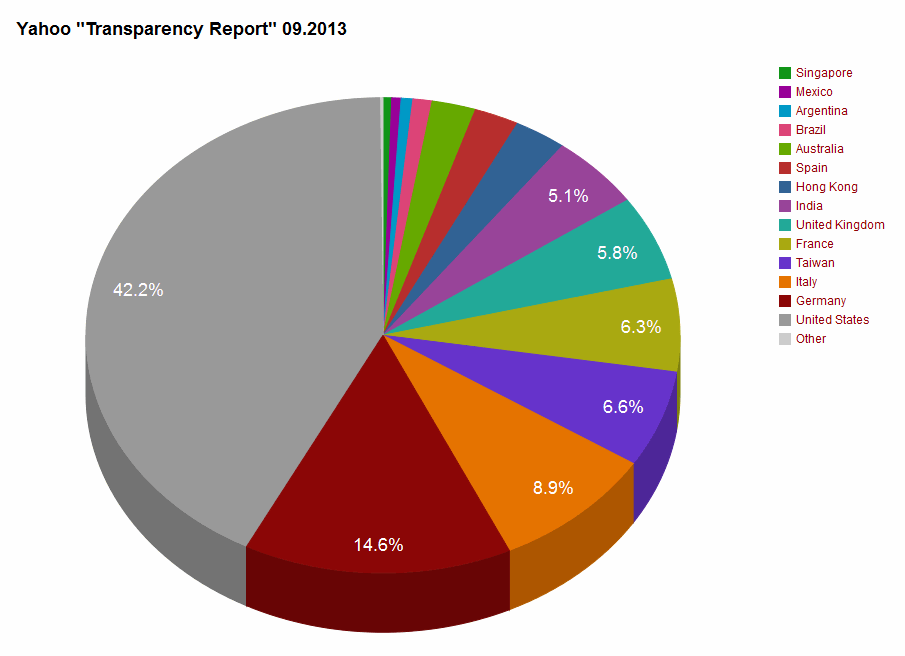 Yahoo "Transparency Report" 09.2013
Singapore
Mexico
Argentina
Brazil
Australia
Spain
Hong Kong
India
United Kingdom
France
Taiwan
Italy
Germany
United States
Other
5.1%
5.8%
6.3%
6.6%
8.9%
14.6%
42.2%